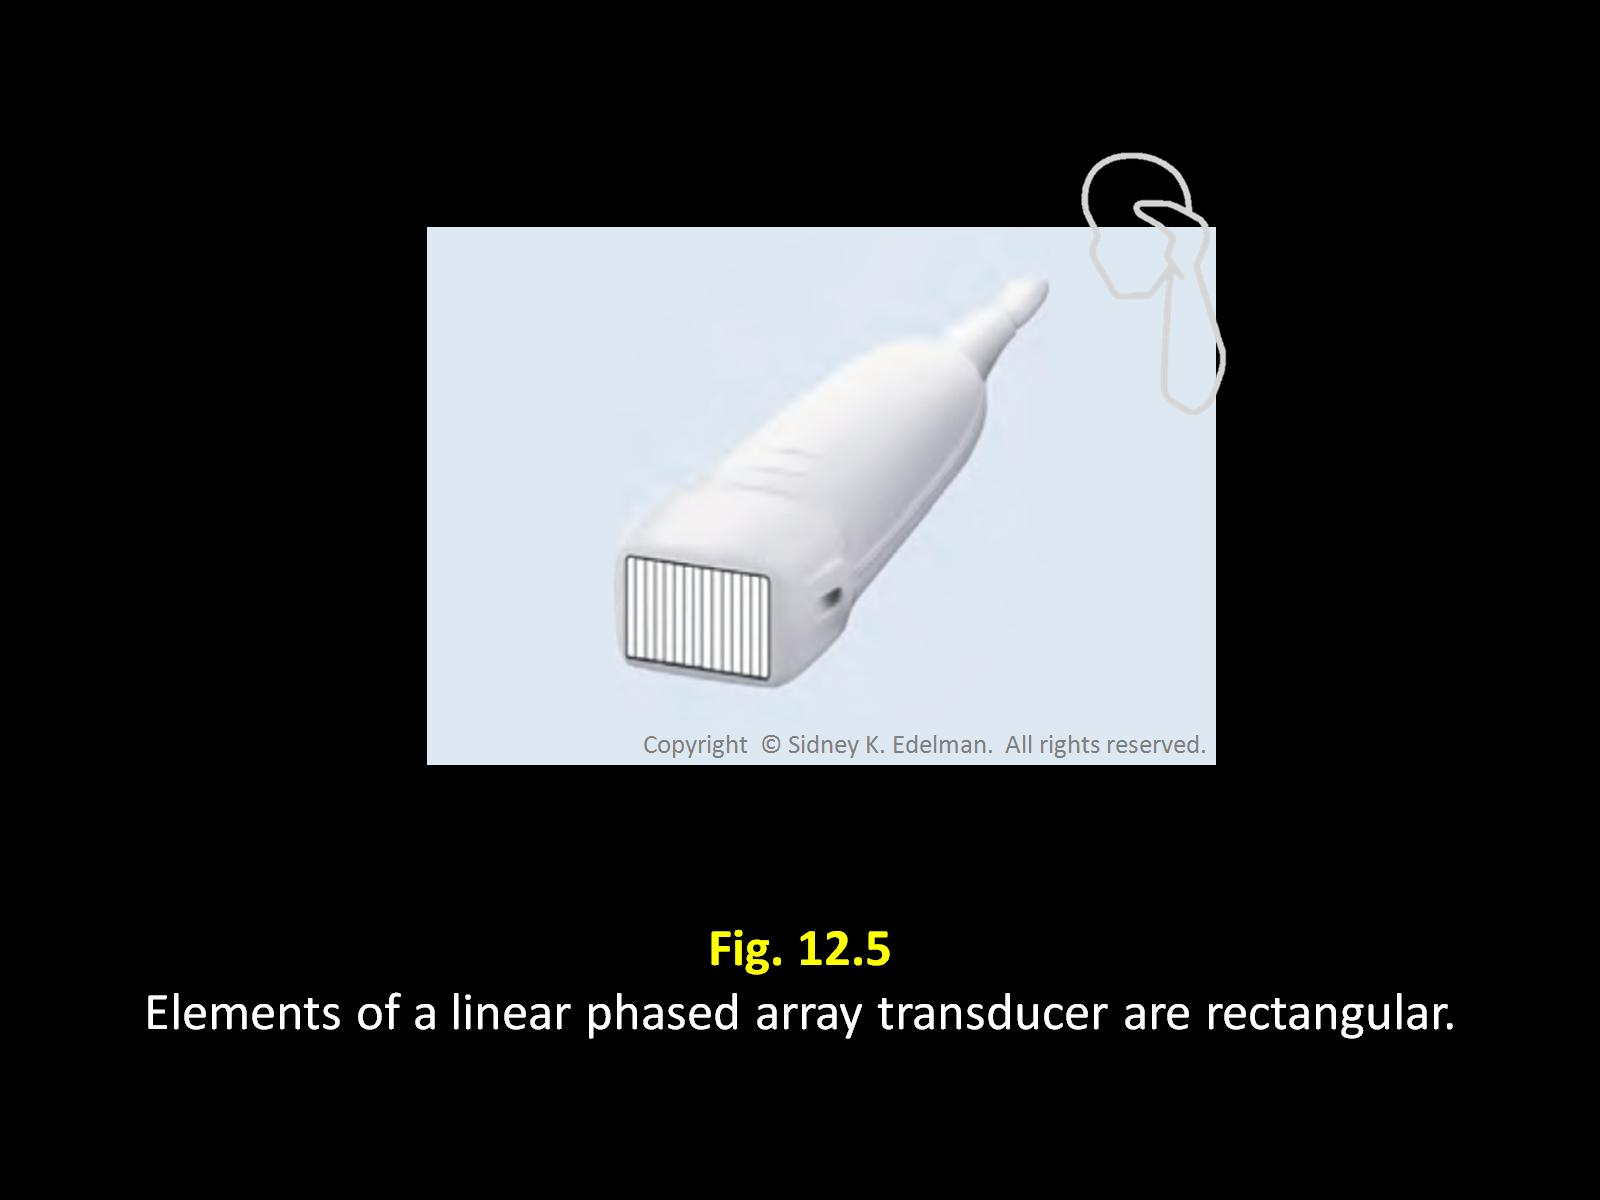 Copyright © Sidney K. Edelman. All rights reserved.
Fig. 12.5
Elements of a linear phased array transducer are rectangular.